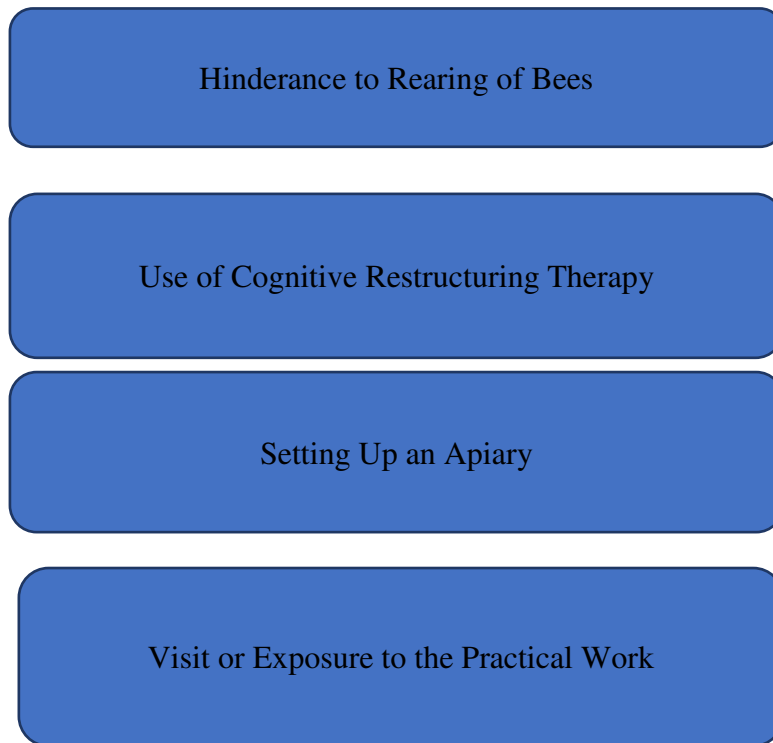 Hinderance to Rearing of Bees
Use of Cognitive Restructuring Therapy
Setting Up an Apiary
Visit or Exposure to the Practical Work